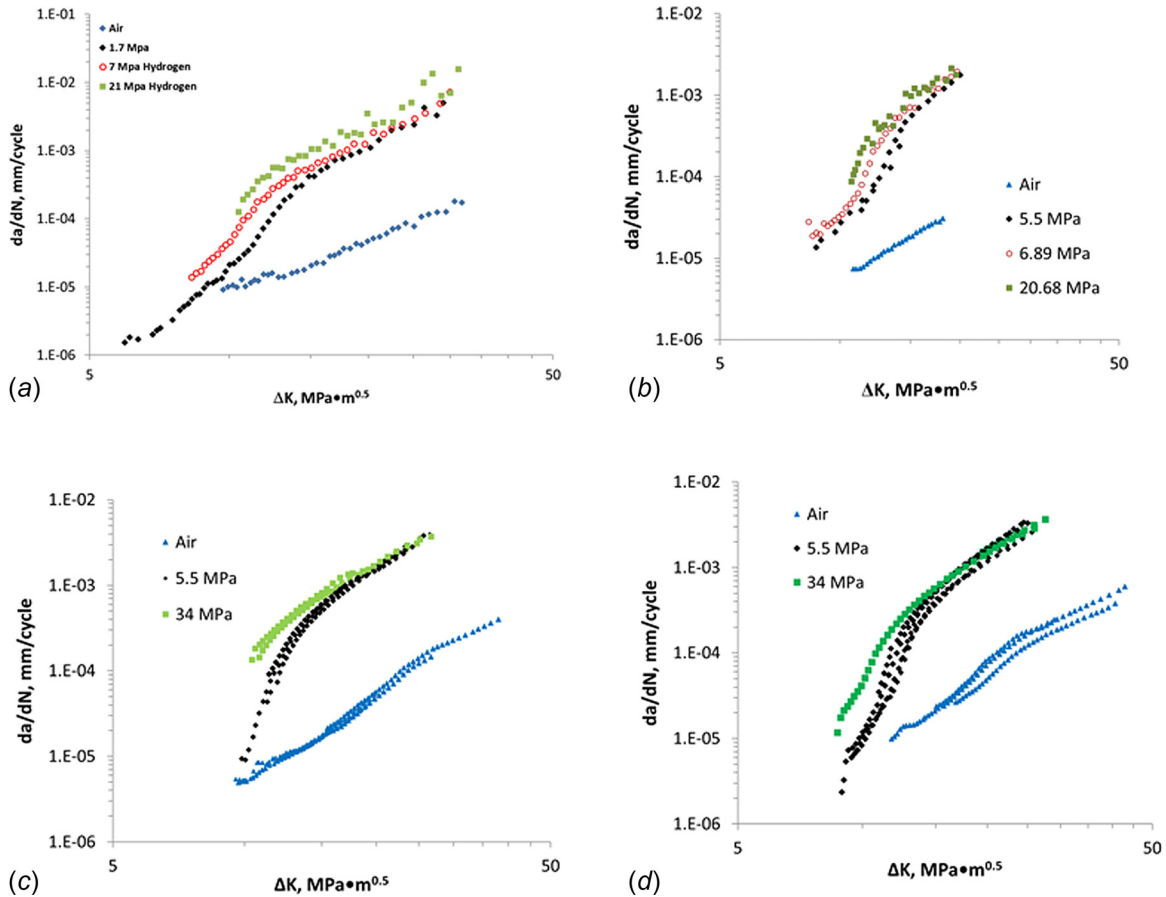 1.E-01
1.E-02
1.E-03
1.E-04
1.E-05
1.E-06
da/dN, mm/cycle
Air
1.7 Mpa
7 Mpa Hydrogen
21 Mpa Hydrogen
5
50
ΔK, MPa●m^0.5
(a)
1.E-02
1.E-03
1.E-04
1.E-05
1.E-06
da/dN, mm/cycle
Air
5.5 MPa
6.89 MPa
20.68 MPa
5
50
ΔK, MPa●m^0.5
(b)
1.E-02
1.E-03
1.E-04
1.E-05
1.E-06
da/dN, mm/cycle
Air
5.5 MPa
34 MPa
5
50
ΔK, MPa●m^0.5
(c)
1.E-02
1.E-03
1.E-04
1.E-05
1.E-06
da/dN, mm/cycle
Air
5.5 MPa
34 MPa
5
50
ΔK, MPa●m^0.5
(d)